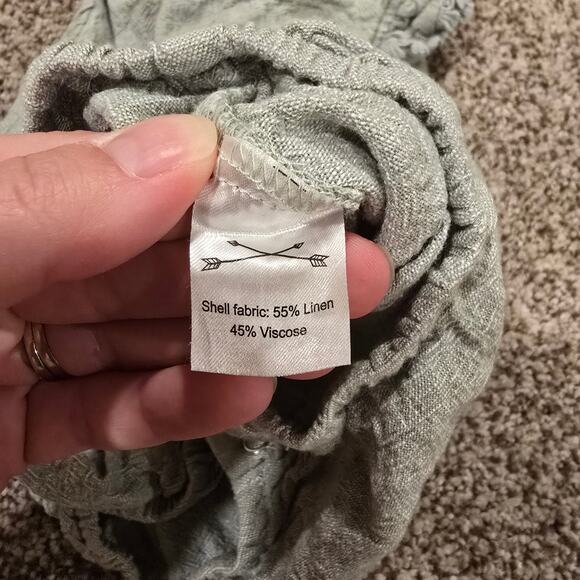 Shell fabric: 55% Linen
45% Viscose